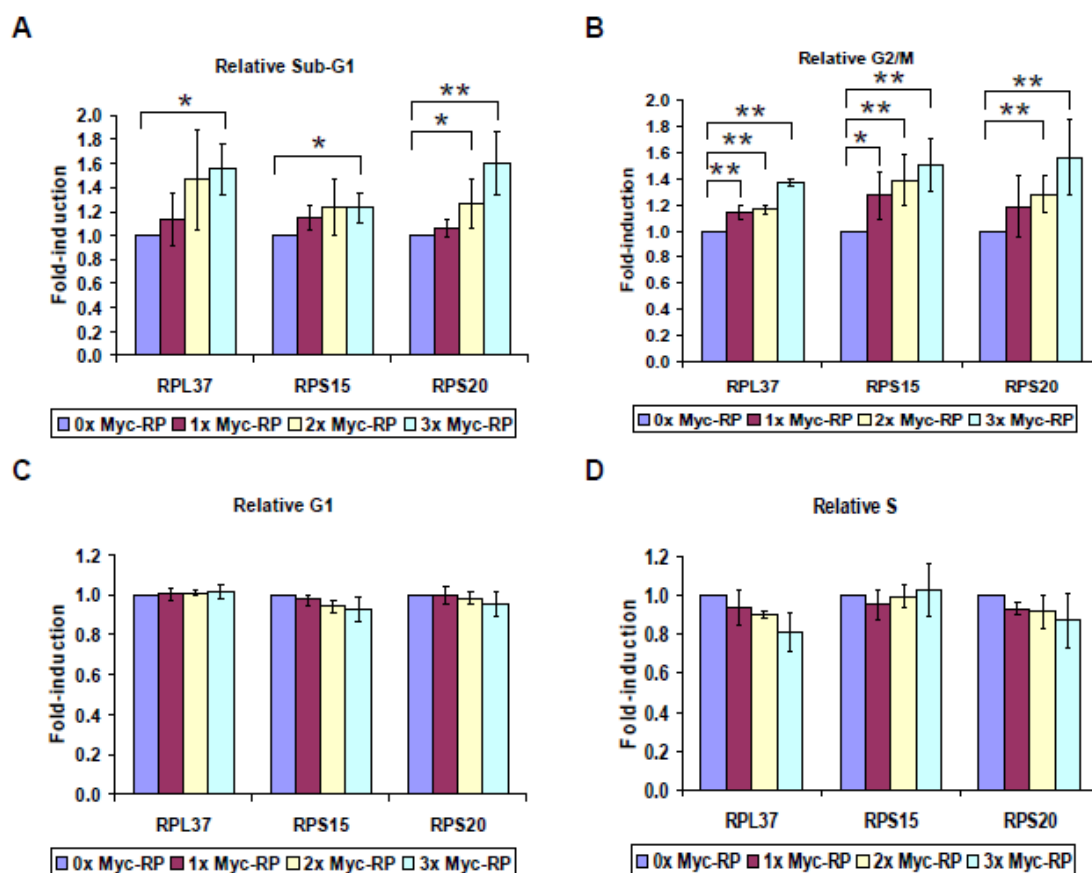 A
Relative Sub-G1
Fold-induction
2.0
1.8
1.6
1.4
1.2
1.0
0.8
0.6
0.4
0.2
0.0
*
*
**
*
RPL37 RPS15 RPS20
0x Myc-RP 1x Myc-RP 2x Myc-RP 3x Myc-RP
B
Relative G2/M
Fold-induction
2.0
1.8
1.6
1.4
1.2
1.0
0.8
0.6
0.4
0.2
0.0
**
**
**
**
**
*
**
**
RPL37 RPS15 RPS20
0x Myc-RP 1x Myc-RP 2x Myc-RP 3x Myc-RP
C
Relative G1
Fold-induction
1.2
1.0
0.8
0.6
0.4
0.2
0.0
RPL37 RPS15 RPS20
0x Myc-RP 1x Myc-RP 2x Myc-RP 3x Myc-RP
D
Relative S
Fold-induction
1.2
1.0
0.8
0.6
0.4
0.2
0.0
RPL37 RPS15 RPS20
0x Myc-RP 1x Myc-RP 2x Myc-RP 3x Myc-RP